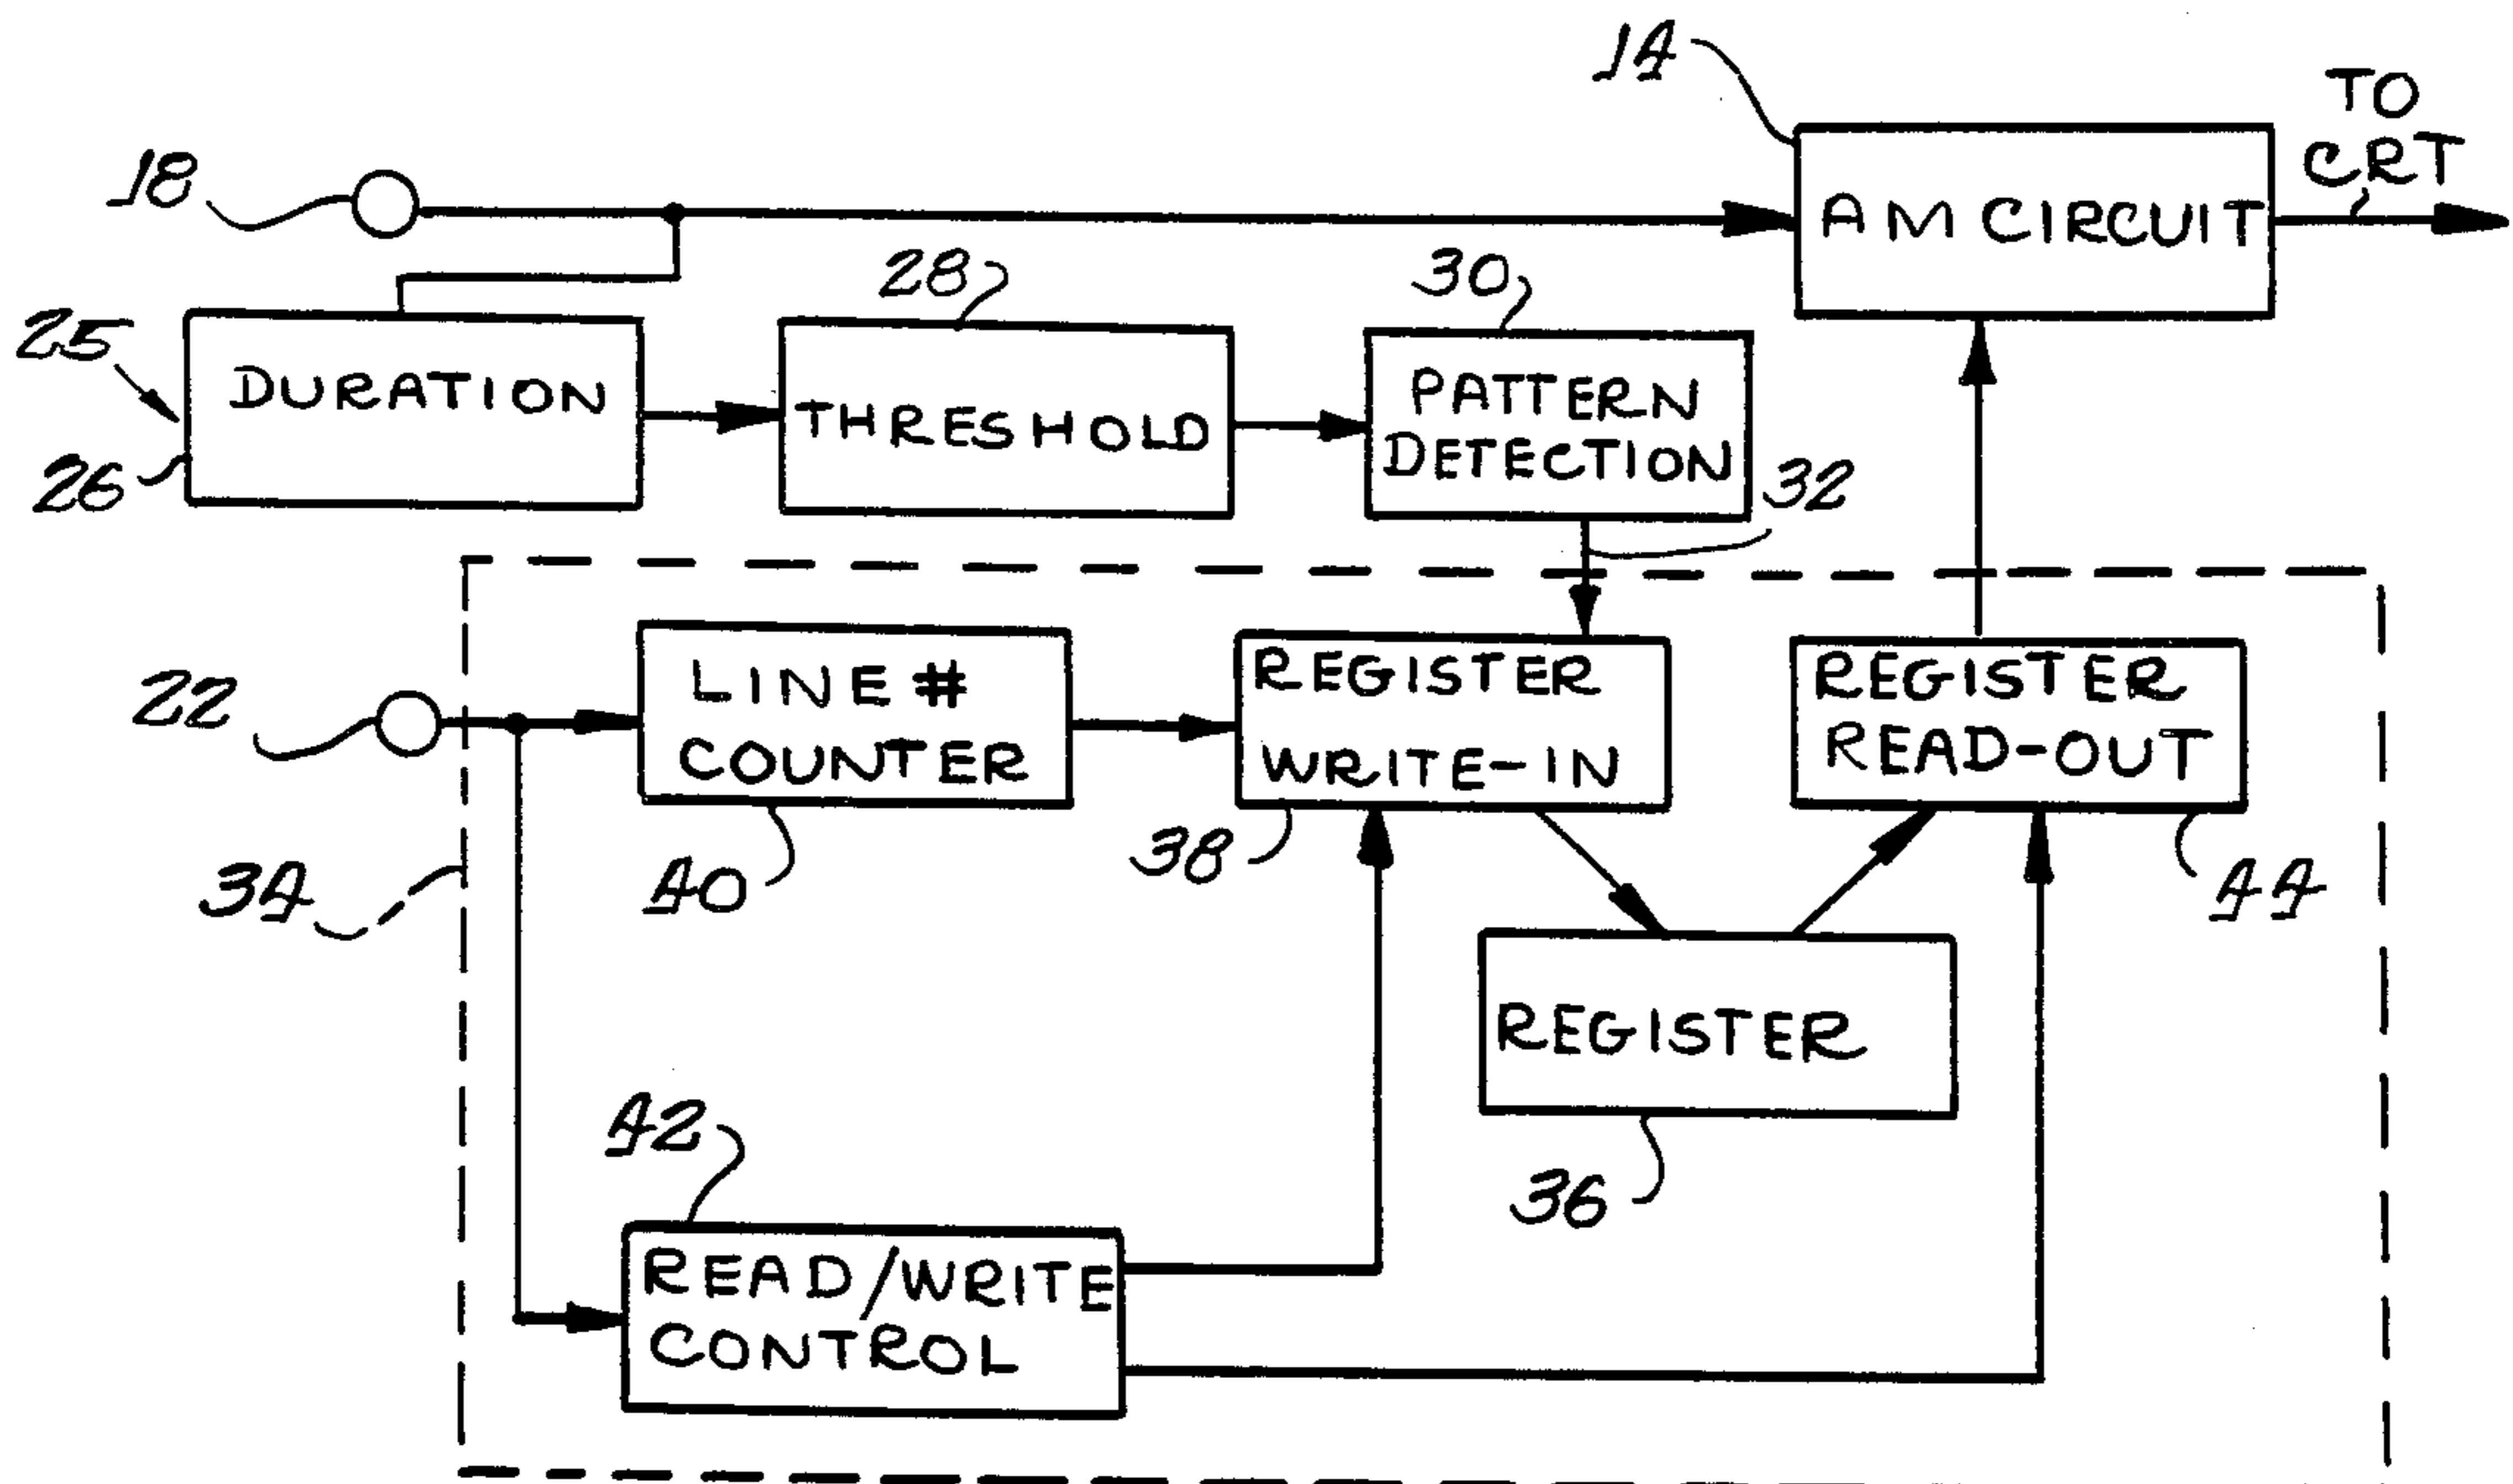 14
TO
CRT
18
AM CIRCUIT
28
30
25
DURATION
THRESHOLD
PATTERN
DETECTION
26
32
22
LINE #
COUNTER
REGISTER
WRITE-IN
REGISTER
READ-OUT
34
40
38
44
REGISTER
42
36
READ/WRITE
CONTROL